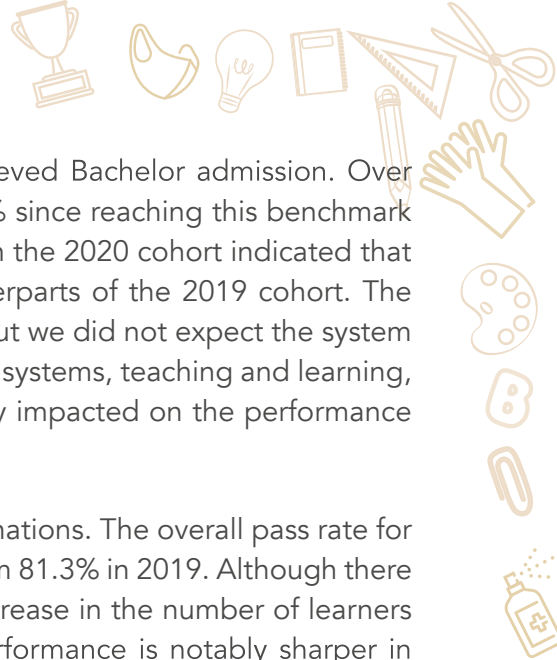 eved Bachelor admission. Over
% since reaching this benchmark
the 2020 cohort indicated that
erparts of the 2019 cohort. The
ut we did not expect the system
systems, teaching and learning,
y impacted on the performance
nations. The overall pass rate for
81.3% in 2019. Although there
crease in the number of learners
rformance is notably sharper in
B